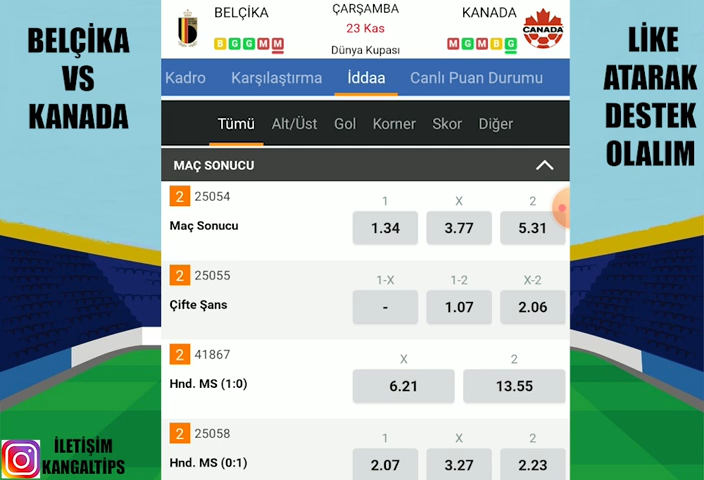 BELÇİKA
VS
KANADA
BELÇİKA
B G G M M
ÇARŞAMBA
23 Kas
Dünya Kupası
KANADA
M G M B G
CANADA
LİKE
ATARAK
DESTEK
OLALIM
Kadro Karşılaştırma İddaa Canlı Puan Durumu
Tümü Alt/Üst Gol Korner Skor Diğer
MAÇ SONUCU
2 25054
Maç Sonucu
1 X 2
1.34 3.77 5.31
2 25055
Çifte Şans
1-X 1-2 X-2
- 1.07 2.06
2 41867
Hnd. MS (1:0)
X 2
6.21 13.55
2 25058
Hnd. MS (0:1)
1 X 2
2.07 3.27 2.23
İLETİŞİM
KANGALTİPS